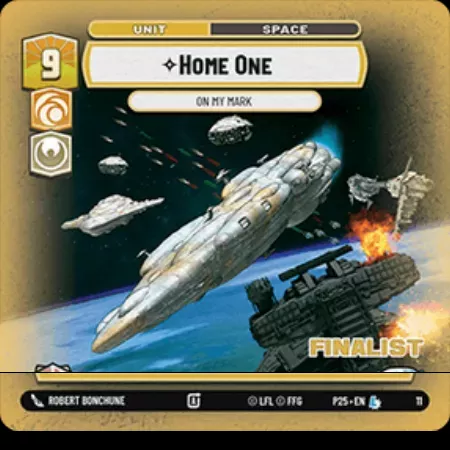 UNIT SPACE
9
HOME ONE
ON MY MARK
FINALIST
ROBERT BONCHUNE Ⓒ LFL Ⓘ FFG P25 • EN 11